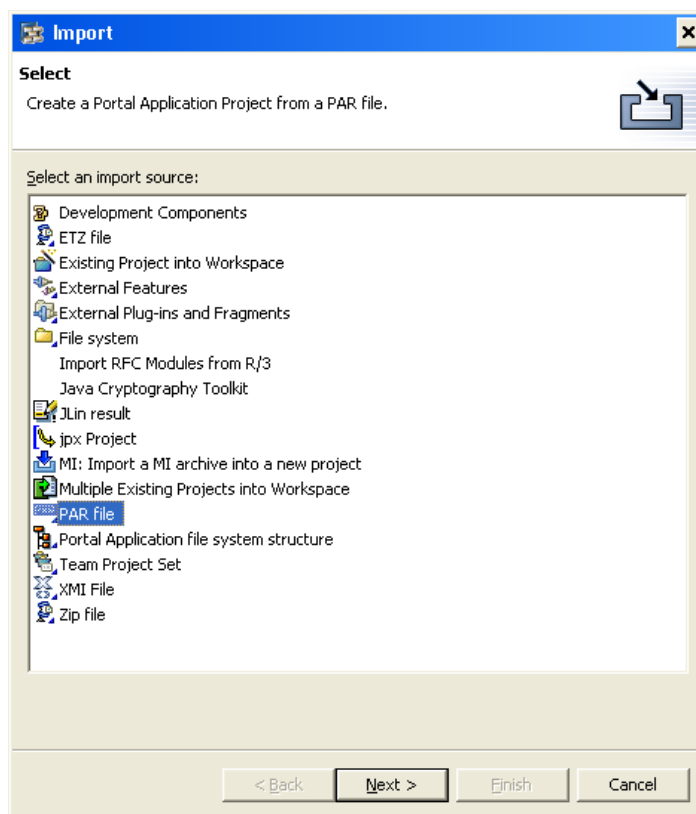 Import
Select
Create a Portal Application Project from a PAR file.
Select an import source:
Development Components
ETZ file
Existing Project into Workspace
External Features
External Plug-ins and Fragments
File system
Import RFC Modules from R/3
Java Cryptography Toolkit
JLin result
jpx Project
MI: Import a MI archive into a new project
Multiple Existing Projects into Workspace
PAR file
Portal Application file system structure
Team Project Set
XMI File
Zip file
< Back Next > Finish Cancel